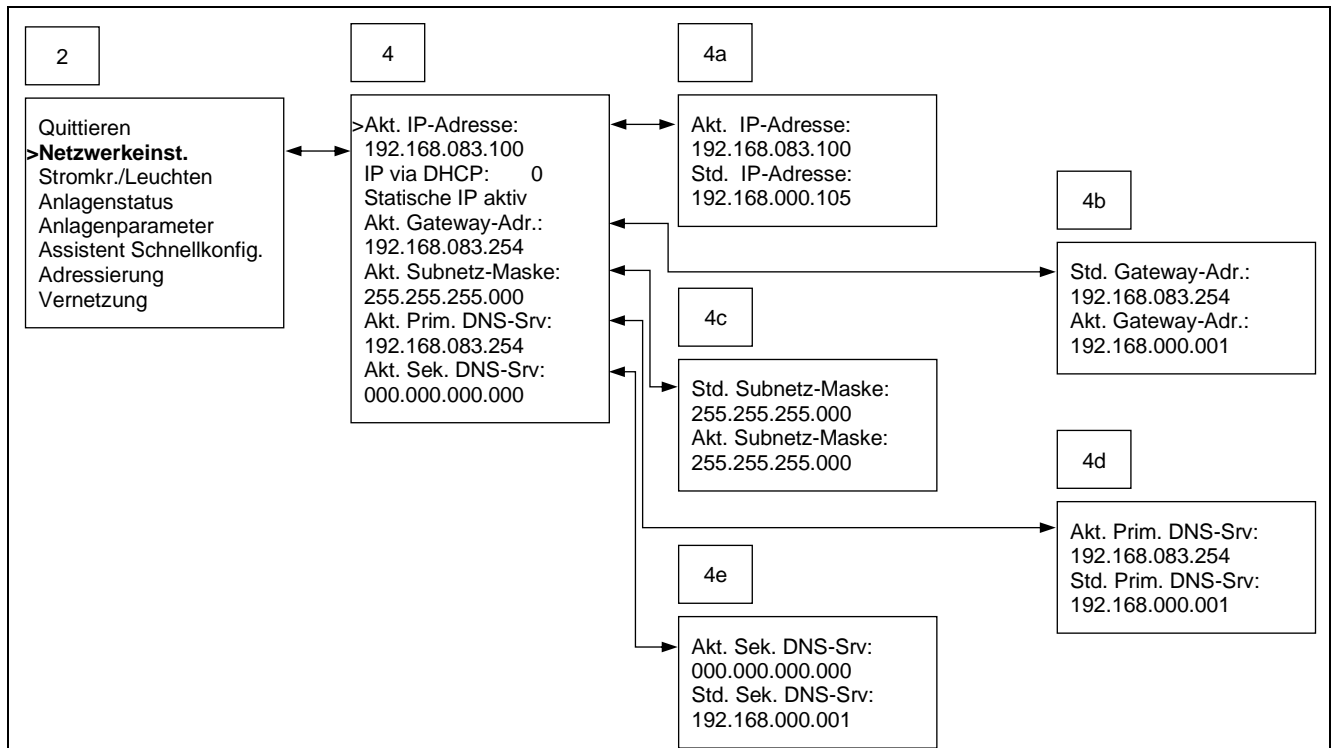 2
Quittieren
>Netzwerkeinst.
Stromkr./Leuchten
Anlagenstatus
Anlagenparameter
Assistent Schnellkonfig.
Adressierung
Vernetzung
4
>Akt. IP-Adresse:
192.168.083.100
IP via DHCP: 0
Statische IP aktiv
Akt. Gateway-Adr.:
192.168.083.254
Akt. Subnetz-Maske:
255.255.255.000
Akt. Prim. DNS-Srv:
192.168.083.254
Akt. Sek. DNS-Srv:
000.000.000.000
4a
Akt. IP-Adresse:
192.168.083.100
Std. IP-Adresse:
192.168.000.105
4b
Std. Gateway-Adr.:
192.168.083.254
Akt. Gateway-Adr.:
192.168.000.001
4c
Std. Subnetz-Maske:
255.255.255.000
Akt. Subnetz-Maske:
255.255.255.000
4d
Akt. Prim. DNS-Srv:
192.168.083.254
Std. Prim. DNS-Srv:
192.168.000.001
4e
Akt. Sek. DNS-Srv:
000.000.000.000
Std. Sek. DNS-Srv:
192.168.000.001